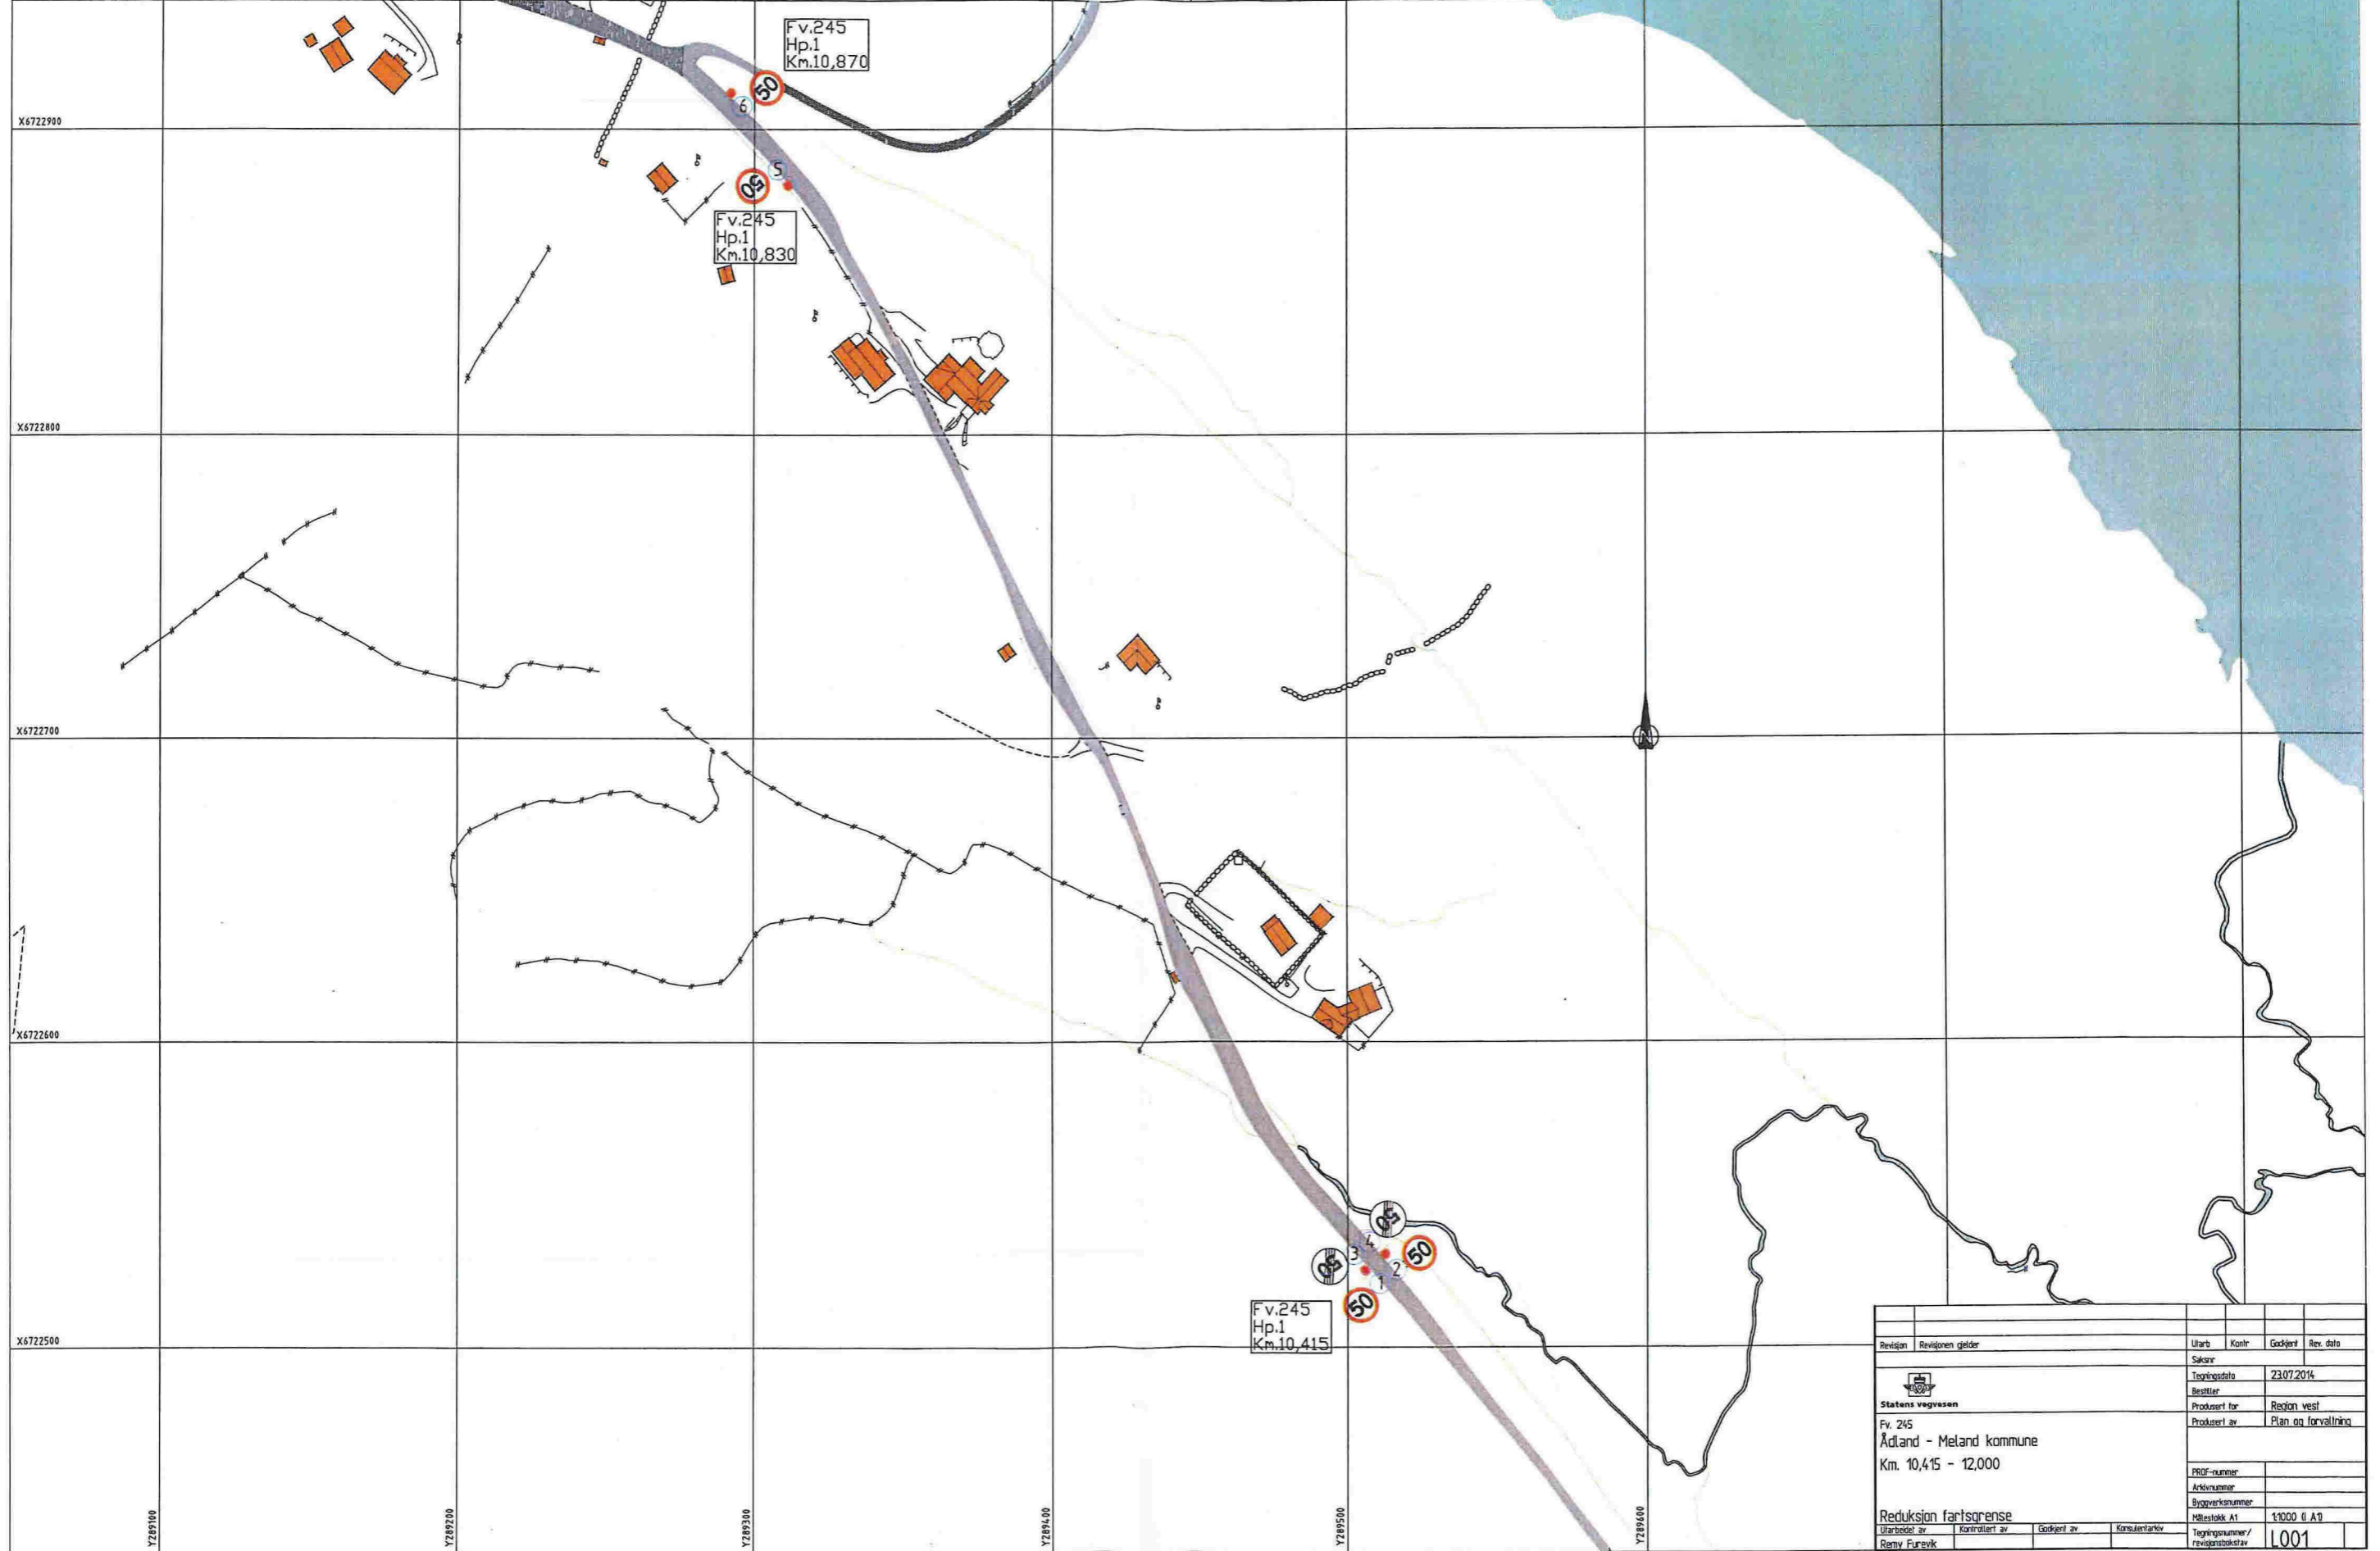 Fv.245
Hp.1
Km.10,870
50
6
X6722900
5
50
Fv.245
Hp.1
Km.10,830
X6722800
X6722700
N
X6722600
50
4
3
50
2
50
1
50
Fv.245
Hp.1
Km.10,415
X6722500
Y289100
Y289200
Y289300
Y289400
Y289500
Y289600
Revisjon Revisjonen gjelder Utarb Kontr Godkjent Rev. dato
Saksnr
Tegningsdato 23.07.2014
Bestiller
Statens vegvesen
Produsert for Region vest
Produsert av Plan og forvaltning
Fv. 245
Ådland - Meland kommune
Km. 10,415 - 12,000
PROF-nummer
Arkivnummer
Byggverksnummer
Reduksjon fartsgrense
Målestokk A1 1:1000 (i A1)
Utarbeidet av Kontrollert av Godkjent av Konsulentarkiv
Remy Furevik
Tegningsnummer/
revisjonsbokstav L001